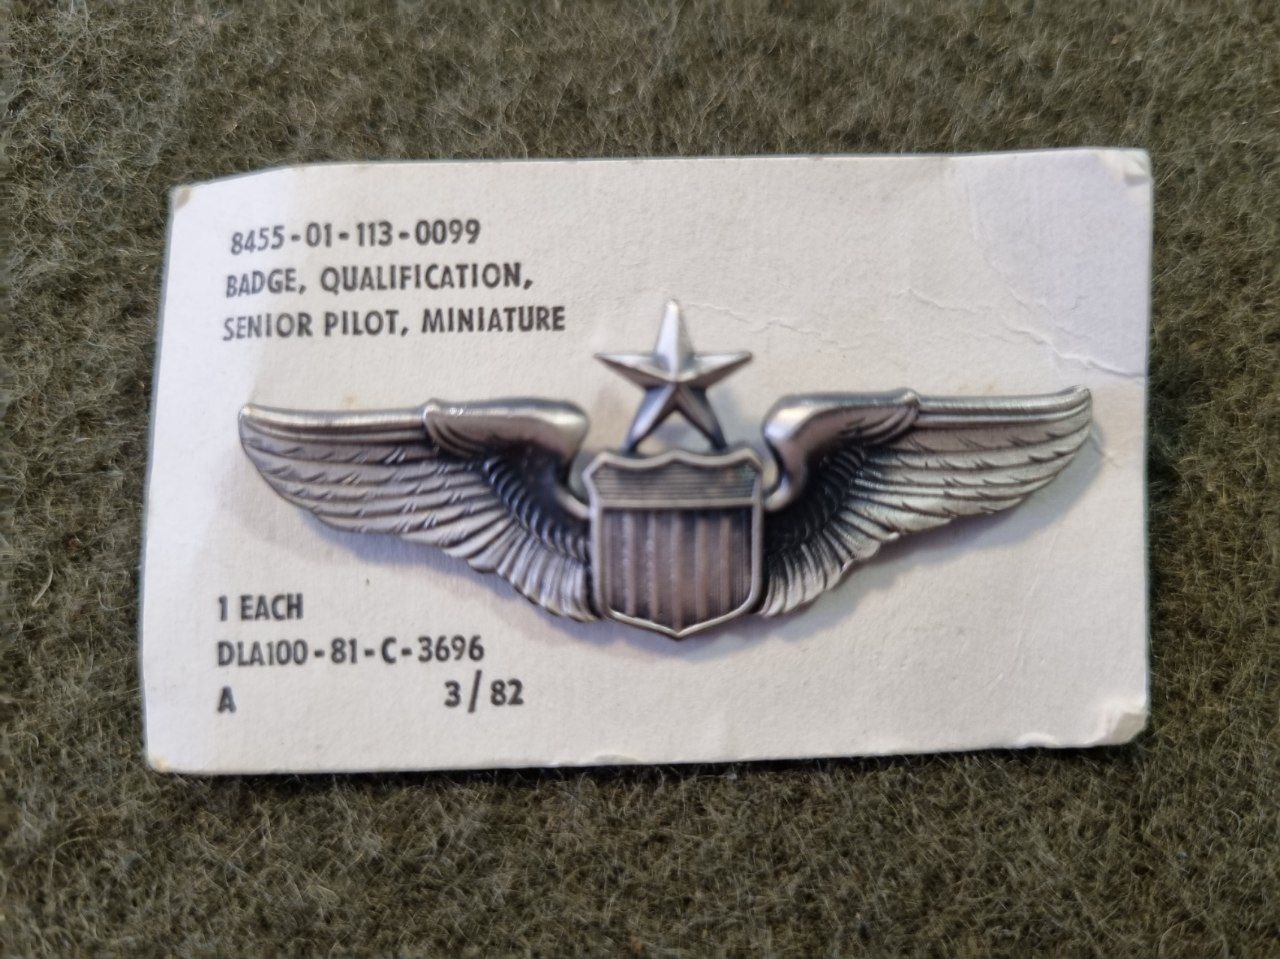 8455-01-113-0099
BADGE, QUALIFICATION,
SENIOR PILOT, MINIATURE
1 EACH
DLA100-81-C-3696
A 3/82